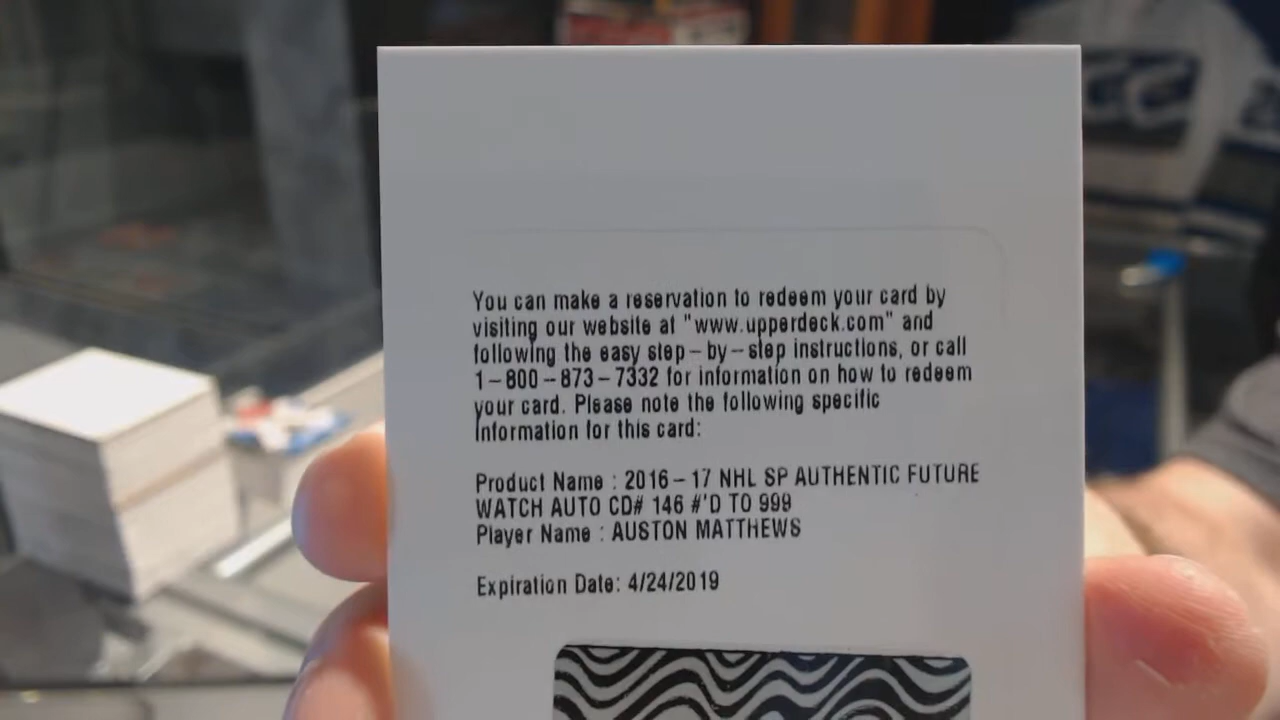 You can make a reservation to redeem your card by
visiting our website at "www.upperdeck.com" and
following the easy step-by-step instructions, or call
1-800-873-7332 for information on how to redeem
your card. Please note the following specific
information for this card:
Product Name : 2016-17 NHL SP AUTHENTIC FUTURE
WATCH AUTO CD# 146 #'D TO 999
Player Name : AUSTON MATTHEWS
Expiration Date: 4/24/2019